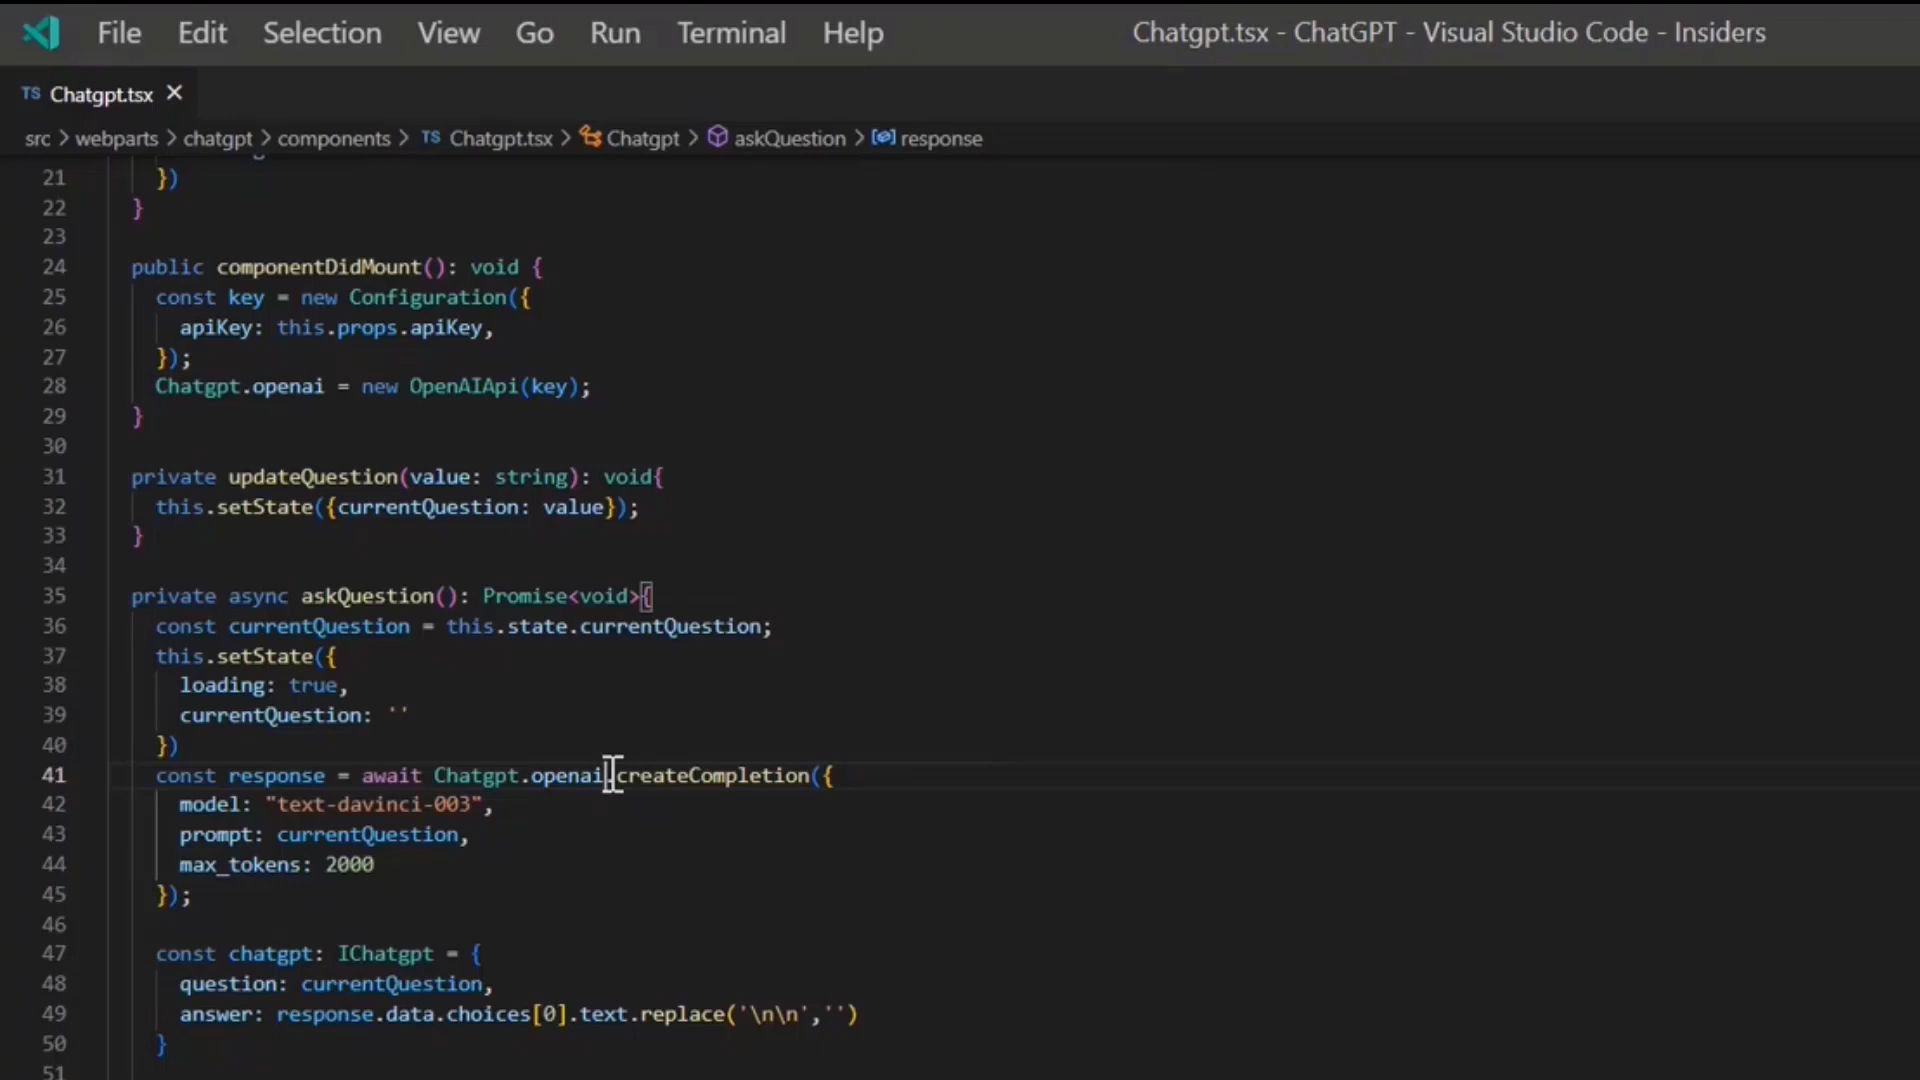 File Edit Selection View Go Run Terminal Help Chatgpt.tsx - ChatGPT - Visual Studio Code - Insiders
TS Chatgpt.tsx ×
src > webparts > chatgpt > components > TS Chatgpt.tsx > Chatgpt > askQuestion > response
21 })
22 }
23
24 public componentDidMount(): void {
25 const key = new Configuration({
26 apiKey: this.props.apiKey,
27 });
28 Chatgpt.openai = new OpenAIApi(key);
29 }
30
31 private updateQuestion(value: string): void{
32 this.setState({currentQuestion: value});
33 }
34
35 private async askQuestion(): Promise<void>{
36 const currentQuestion = this.state.currentQuestion;
37 this.setState({
38 loading: true,
39 currentQuestion: ''
40 })
41 const response = await Chatgpt.openai.createCompletion({
42 model: "text-davinci-003",
43 prompt: currentQuestion,
44 max_tokens: 2000
45 });
46
47 const chatgpt: IChatgpt = {
48 question: currentQuestion,
49 answer: response.data.choices[0].text.replace('\n\n','')
50 }
51